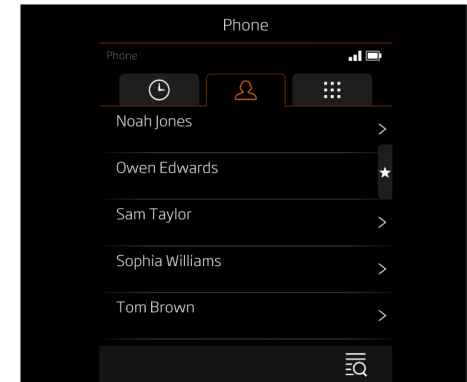 Phone
Phone
Noah Jones
Owen Edwards
Sam Taylor
Sophia Williams
Tom Brown